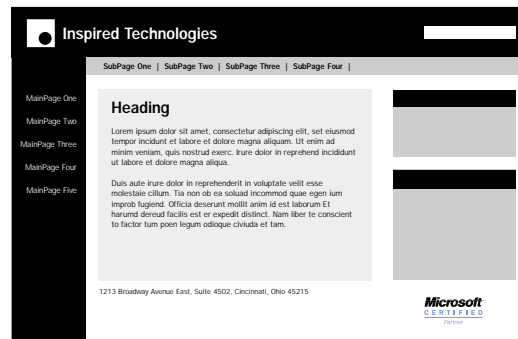 Inspired Technologies
SubPage One | SubPage Two | SubPage Three | SubPage Four |
MainPage One
MainPage Two
MainPage Three
MainPage Four
MainPage Five
Heading
Lorem ipsum dolor sit amet, consectetur adipiscing elit, set eiusmod
tempor incidunt et labore et dolore magna aliquam. Ut enim ad
minim veniam, quis nostrud exerc. Irure dolor in reprehend incididunt
ut labore et dolore magna aliqua.
Duis aute irure dolor in reprehenderit in voluptate velit esse
molestaie cillum. Tia non ob ea soluad incommod quae egen ium
improb fugiend. Officia deserunt mollit anim id est laborum Et
harumd dereud facilis est er expedit distinct. Nam liber te conscient
to factor tum poen legum odioque civiuda et tam.
1213 Broadway Avenue East, Suite 4502, Cincinnati, Ohio 45215
Microsoft
CERTIFIED
Partner